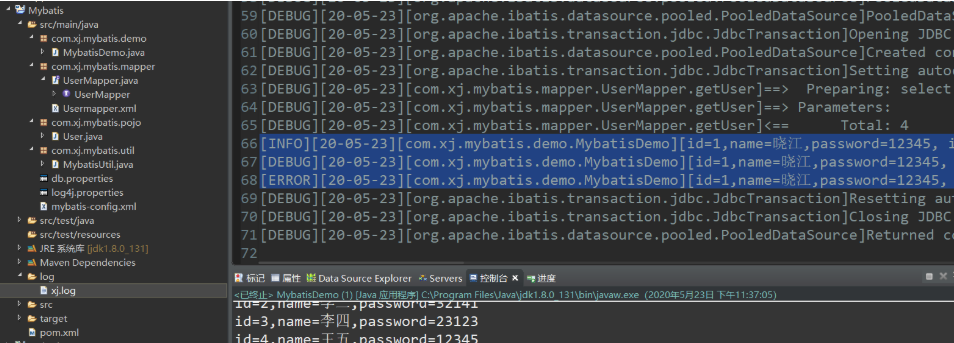 Mybatis
src/main/java
com.xj.mybatis.demo
MybatisDemo.java
com.xj.mybatis.mapper
UserMapper.java
UserMapper
Usermapper.xml
com.xj.mybatis.pojo
User.java
com.xj.mybatis.util
MybatisUtil.java
db.properties
log4j.properties
mybatis-config.xml
src/test/java
src/test/resources
JRE 系统库 [jdk1.8.0_131]
Maven Dependencies
log
xj.log
src
target
pom.xml
59 [DEBUG][20-05-23][org.apache.ibatis.datasource.pooled.PooledDataSource]PooledDataS
60 [DEBUG][20-05-23][org.apache.ibatis.transaction.jdbc.JdbcTransaction]Opening JDBC
61 [DEBUG][20-05-23][org.apache.ibatis.datasource.pooled.PooledDataSource]Created con
62 [DEBUG][20-05-23][org.apache.ibatis.transaction.jdbc.JdbcTransaction]Setting autoc
63 [DEBUG][20-05-23][com.xj.mybatis.mapper.UserMapper.getUser]==>  Preparing: select
64 [DEBUG][20-05-23][com.xj.mybatis.mapper.UserMapper.getUser]==> Parameters:
65 [DEBUG][20-05-23][com.xj.mybatis.mapper.UserMapper.getUser]<==      Total: 4
66 [INFO][20-05-23][com.xj.mybatis.demo.MybatisDemo][id=1,name=晓江,password=12345, i
67 [DEBUG][20-05-23][com.xj.mybatis.demo.MybatisDemo][id=1,name=晓江,password=12345,
68 [ERROR][20-05-23][com.xj.mybatis.demo.MybatisDemo][id=1,name=晓江,password=12345,
69 [DEBUG][20-05-23][org.apache.ibatis.transaction.jdbc.JdbcTransaction]Resetting aut
70 [DEBUG][20-05-23][org.apache.ibatis.transaction.jdbc.JdbcTransaction]Closing JDBC
71 [DEBUG][20-05-23][org.apache.ibatis.datasource.pooled.PooledDataSource]Returned co
72
标记 属性 Data Source Explorer Servers 控制台 进度
<已终止> MybatisDemo (1) [Java 应用程序] C:\Program Files\Java\jdk1.8.0_131\bin\javaw.exe （2020年5月23日 下午11:37:05）
id=2,name=李二,password=32141
id=3,name=李四,password=23123
id=4,name=王五,password=12345